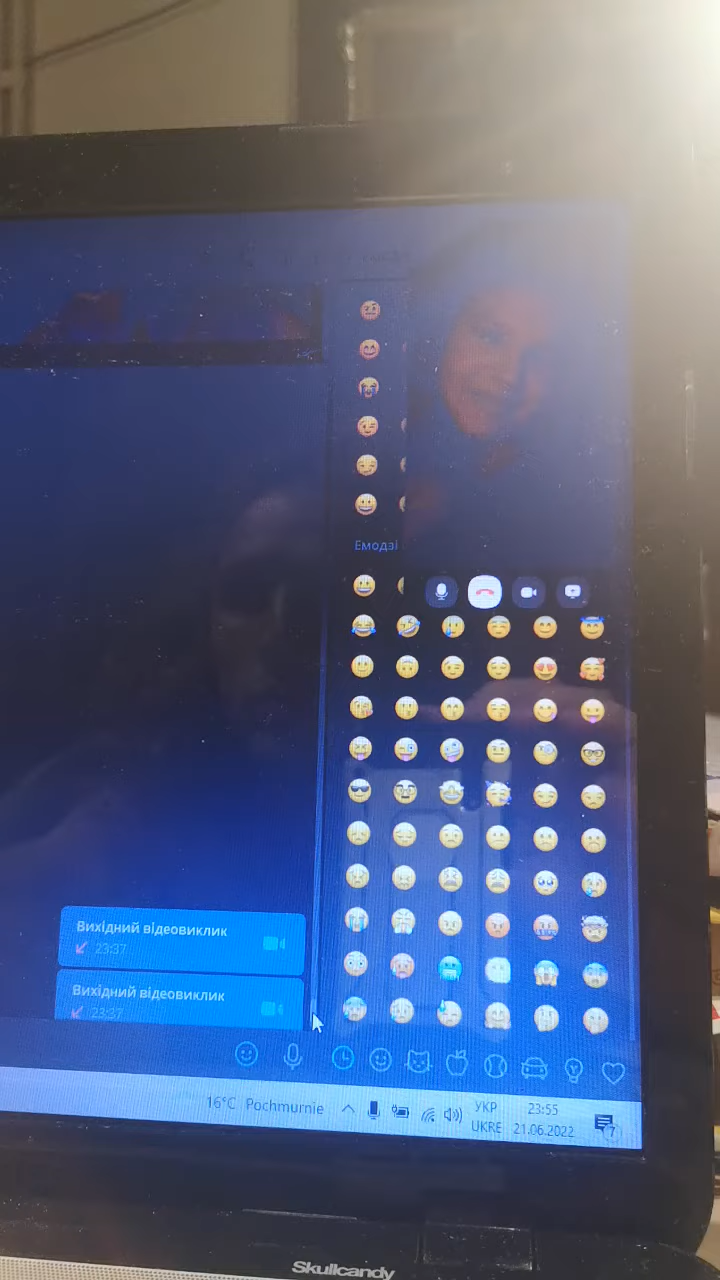 Емодзі
Вихідний відеовиклик
23:37
Вихідний відеовиклик
23:37
16°C Pochmurnie
УКР
UKRE
23:55
21.06.2022
7
Skullcandy